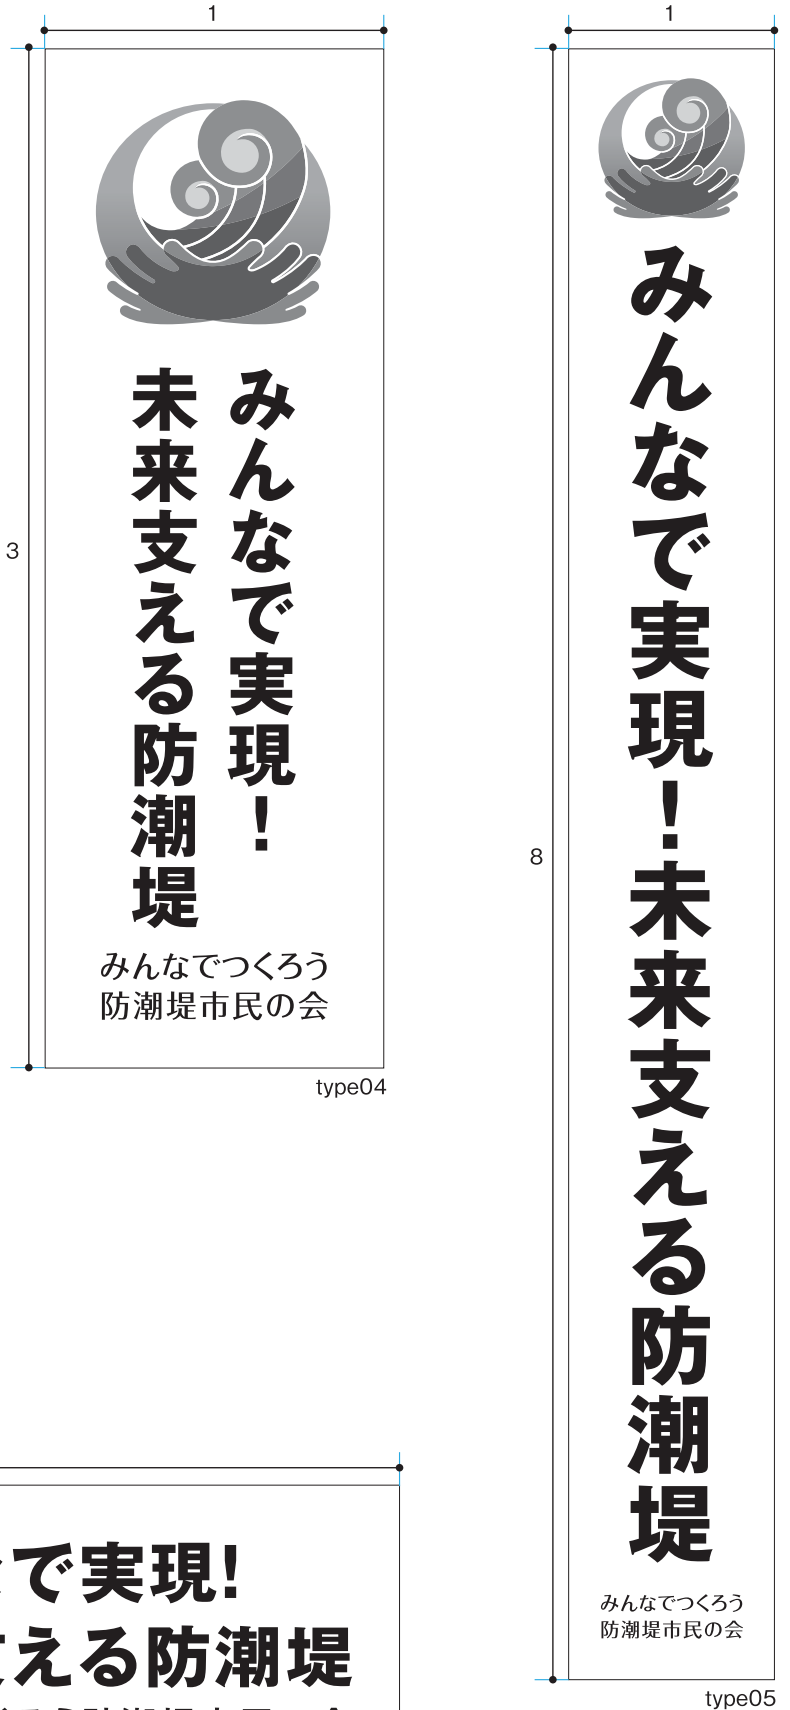 1
3
みんなで実現!
未来支える防潮堤
みんなでつくろう
防潮堤市民の会
type04
1
8
みんなで実現!未来支える防潮堤
みんなでつくろう
防潮堤市民の会
type05
で実現!
える防潮堤